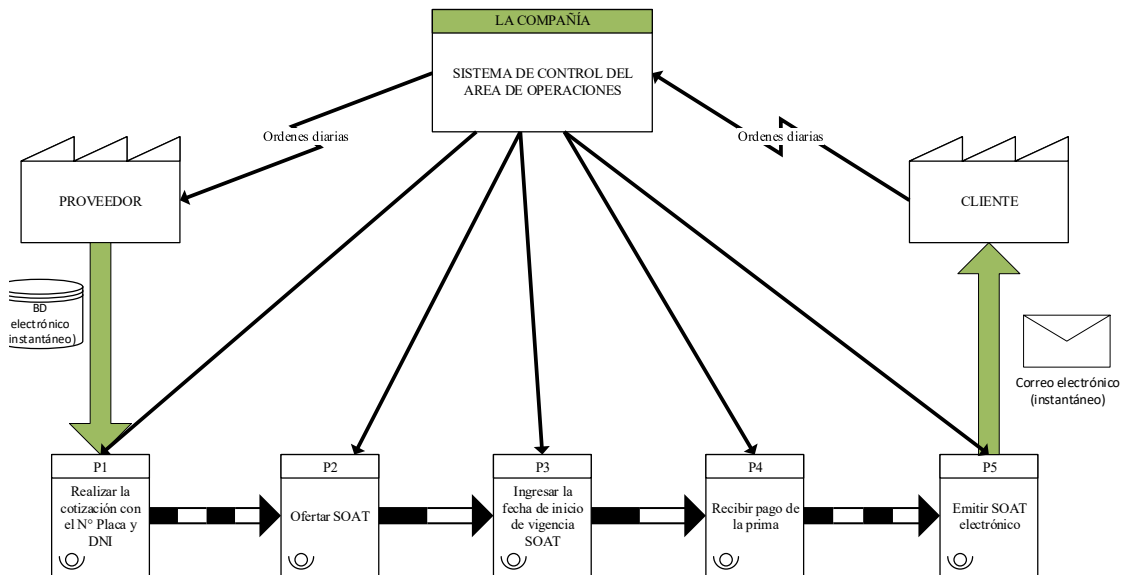 LA COMPAÑÍA
SISTEMA DE CONTROL DEL
AREA DE OPERACIONES
Ordenes diarias
Ordenes diarias
PROVEEDOR
CLIENTE
BD
electrónico
instantáneo)
Correo electrónico
(instantáneo)
P1
Realizar la
cotización con
el N° Placa y
DNI
P2
Ofertar SOAT
P3
Ingresar la
fecha de inicio
de vigencia
SOAT
P4
Recibir pago de
la prima
P5
Emitir SOAT
electrónico